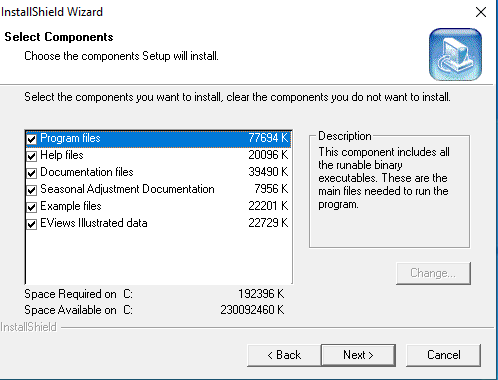 InstallShield Wizard
Select Components
Choose the components Setup will install.
Select the components you want to install, clear the components you do not want to install.
Program files 77694 K
Help files 20096 K
Documentation files 39490 K
Seasonal Adjustment Documentation 7956 K
Example files 22201 K
EViews Illustrated data 22729 K
Description
This component includes all
the runable binary
executables. These are the
main files needed to run the
program.
Change...
Space Required on C: 192396 K
Space Available on C: 230092460 K
InstallShield
< Back
Next >
Cancel